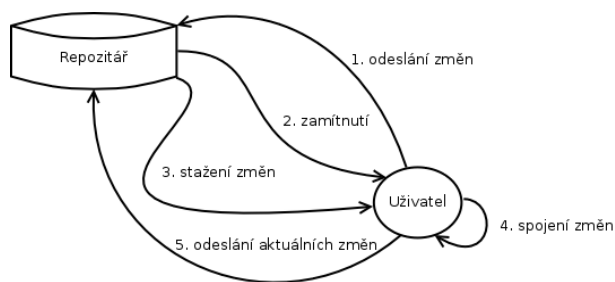 Repozitář
1. odeslání změn
2. zamítnutí
3. stažení změn
Uživatel
4. spojení změn
5. odeslání aktuálních změn